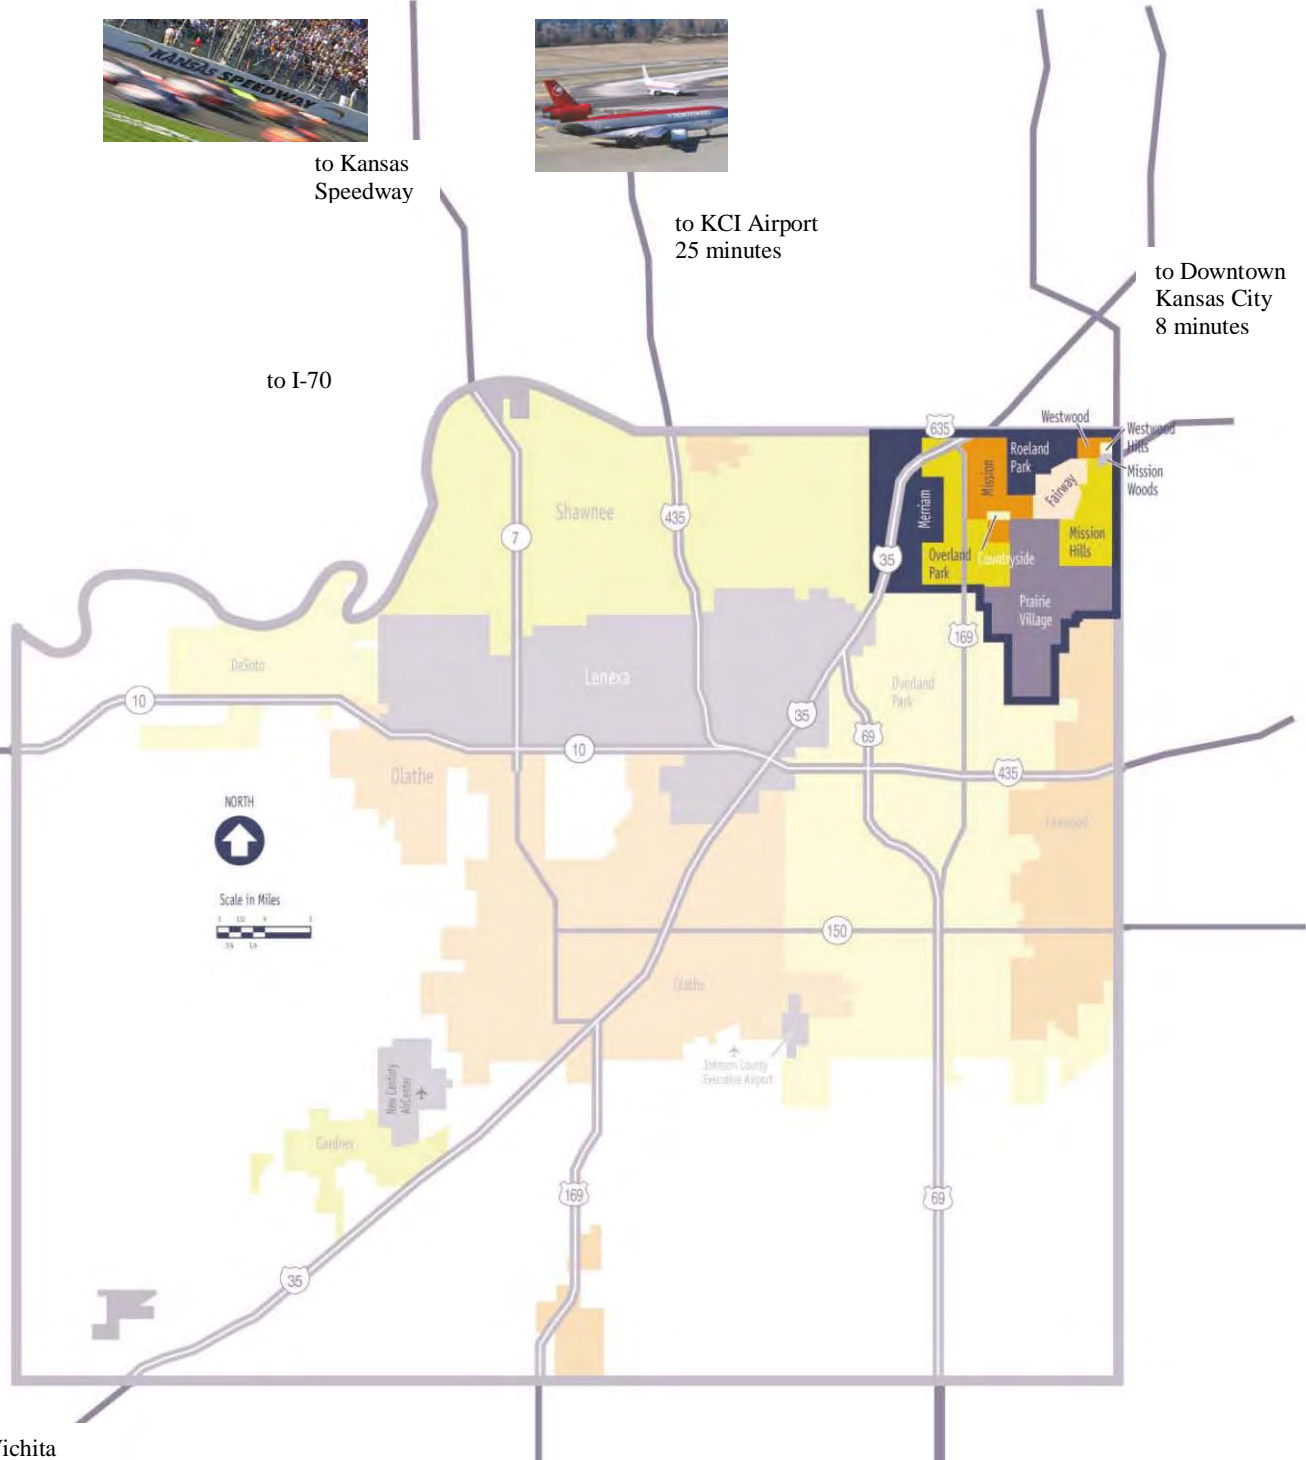 KANSAS SPEEDWAY
to Kansas
Speedway
to KCI Airport
25 minutes
to Downtown
Kansas City
8 minutes
to I-70
635
Westwood
Westwood
Hills
Roeland
Park
Mission
Woods
Mission
Fairway
Merriam
Shawnee
435
7
35
Overland
Park
Countryside
Mission
Hills
Prairie
Village
169
DeSoto
Lenexa
Overland
Park
10
35
69
10
435
Olathe
NORTH
Leawood
Scale in Miles
150
Olathe
Johnson County
Executive Airport
New Century
AirCenter
Gardner
169
69
35
Vichita